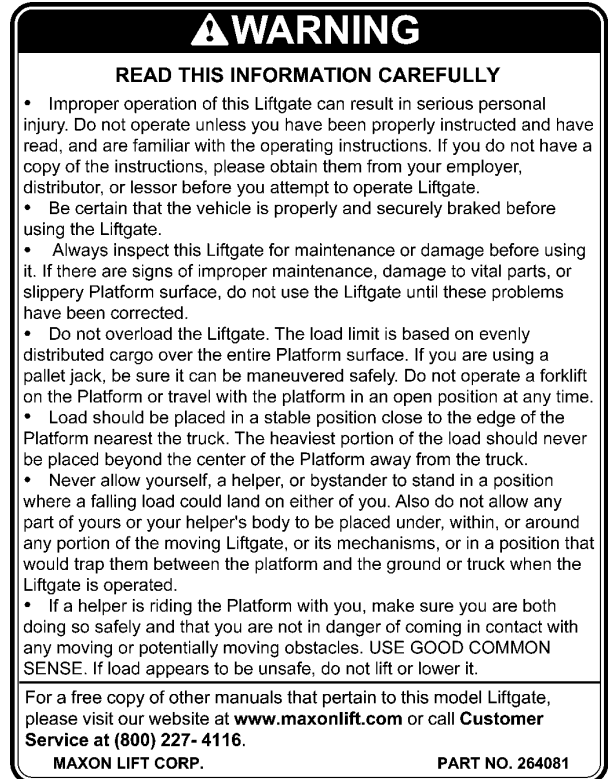 WARNING
READ THIS INFORMATION CAREFULLY
• Improper operation of this Liftgate can result in serious personal
injury. Do not operate unless you have been properly instructed and have
read, and are familiar with the operating instructions. If you do not have a
copy of the instructions, please obtain them from your employer,
distributor, or lessor before you attempt to operate Liftgate.
• Be certain that the vehicle is properly and securely braked before
using the Liftgate.
• Always inspect this Liftgate for maintenance or damage before using
it. If there are signs of improper maintenance, damage to vital parts, or
slippery Platform surface, do not use the Liftgate until these problems
have been corrected.
• Do not overload the Liftgate. The load limit is based on evenly
distributed cargo over the entire Platform surface. If you are using a
pallet jack, be sure it can be maneuvered safely. Do not operate a forklift
on the Platform or travel with the platform in an open position at any time.
• Load should be placed in a stable position close to the edge of the
Platform nearest the truck. The heaviest portion of the load should never
be placed beyond the center of the Platform away from the truck.
• Never allow yourself, a helper, or bystander to stand in a position
where a falling load could land on either of you. Also do not allow any
part of yours or your helper's body to be placed under, within, or around
any portion of the moving Liftgate, or its mechanisms, or in a position that
would trap them between the platform and the ground or truck when the
Liftgate is operated.
• If a helper is riding the Platform with you, make sure you are both
doing so safely and that you are not in danger of coming in contact with
any moving or potentially moving obstacles. USE GOOD COMMON
SENSE. If load appears to be unsafe, do not lift or lower it.
For a free copy of other manuals that pertain to this model Liftgate,
please visit our website at www.maxonlift.com or call Customer
Service at (800) 227- 4116.
MAXON LIFT CORP. PART NO. 264081